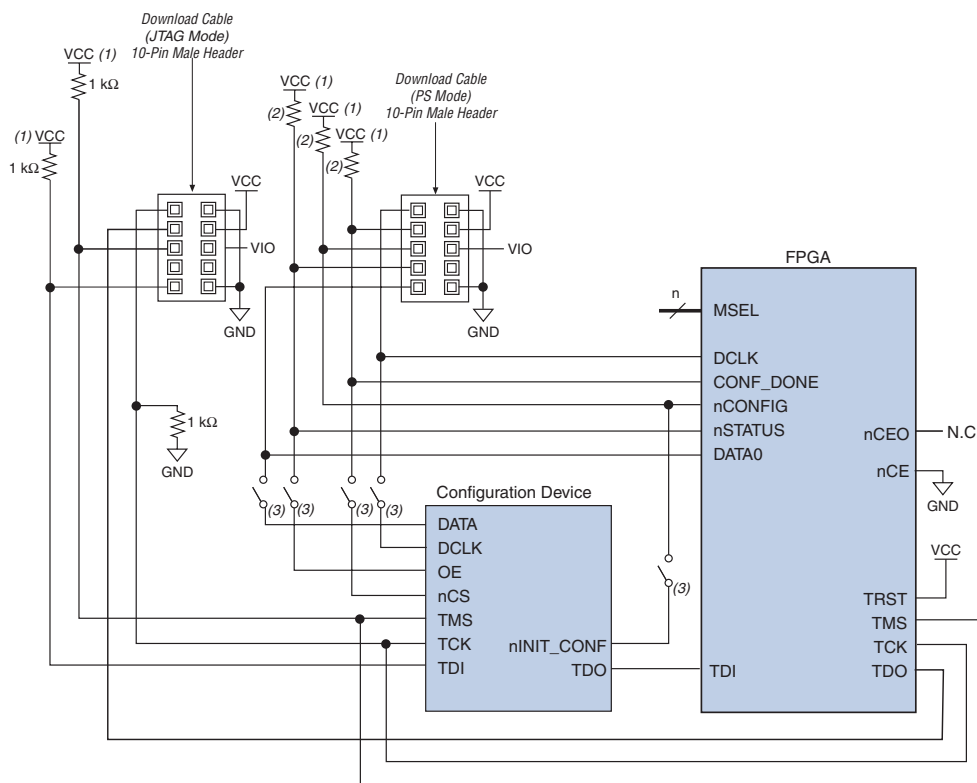 Download Cable
(JTAG Mode)
10-Pin Male Header
VCC (1)
1 kΩ
(1) VCC
1 kΩ
VCC
VIO
GND
1 kΩ
GND
Download Cable
(PS Mode)
10-Pin Male Header
VCC (1)
(2)
VCC (1)
(2)
VCC (1)
(2)
VCC
VIO
GND
(3)
(3)
(3)
(3)
Configuration Device
DATA
DCLK
OE
nCS
TMS
TCK
TDI
nINIT_CONF
TDO
(3)
FPGA
n
MSEL
DCLK
CONF_DONE
nCONFIG
nSTATUS
DATA0
TDI
nCEO
N.C
nCE
GND
VCC
TRST
TMS
TCK
TDO